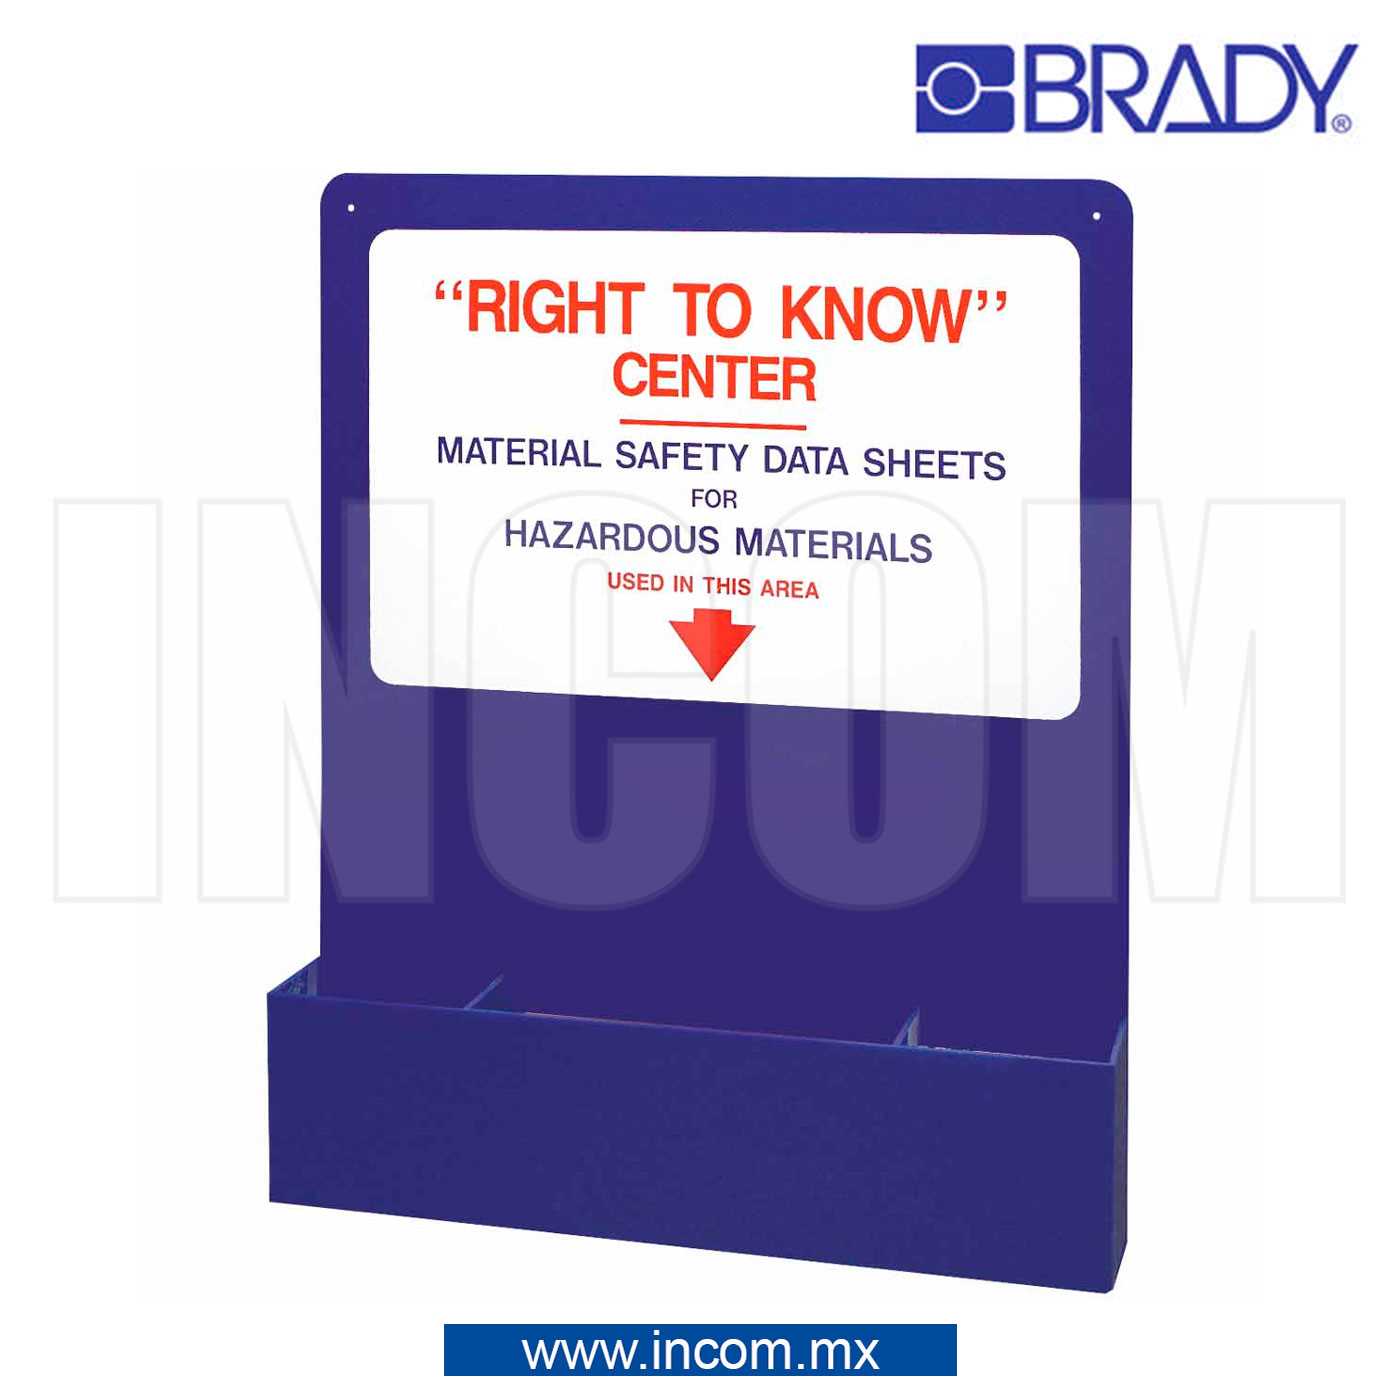 BRADY®
‘‘RIGHT TO KNOW’’
CENTER
MATERIAL SAFETY DATA SHEETS
FOR
HAZARDOUS MATERIALS
USED IN THIS AREA
INCOM
www.incom.mx